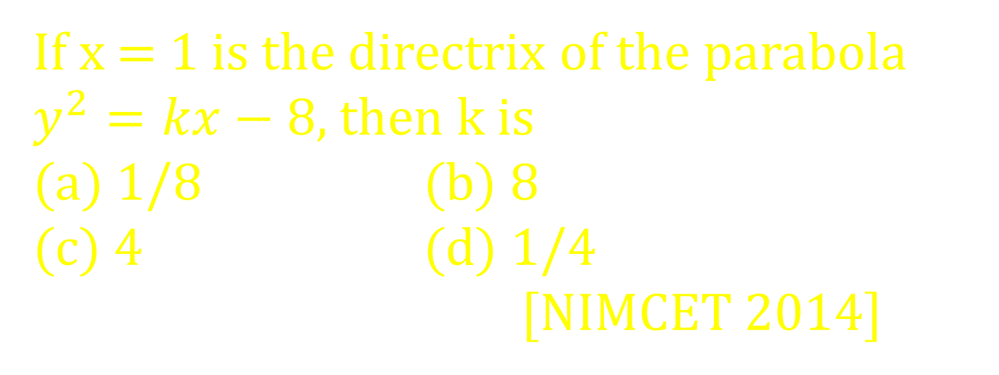 If x = 1 is the directrix of the parabola
y² = kx − 8, then k is
(a) 1/8 (b) 8
(c) 4 (d) 1/4
[NIMCET 2014]